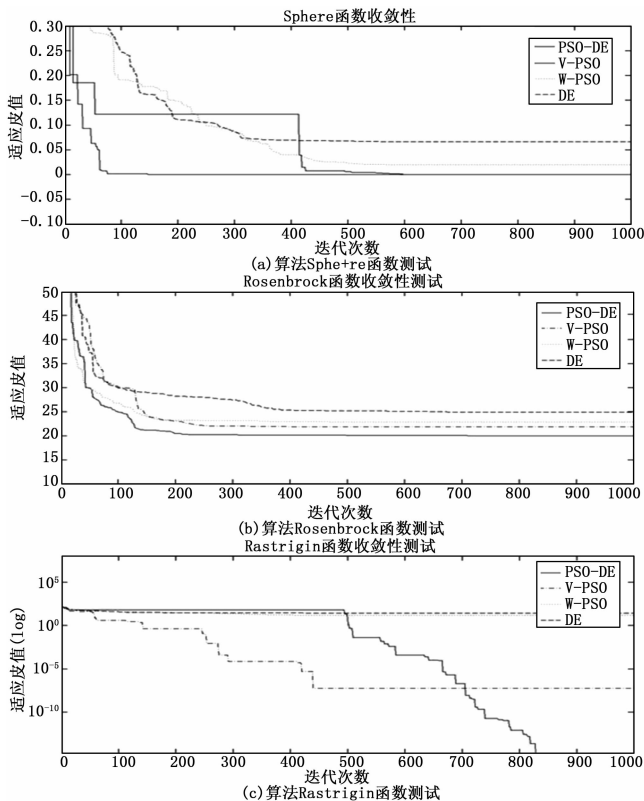 Sphere函数收敛性
0.30
0.25
0.20
0.15
0.10
0.05
0
-0.05
-0.10
适应皮值
PSO-DE
V-PSO
W-PSO
DE
0 100 200 300 400 500 600 700 800 900 1000
迭代次数
(a)算法Sphe+re函数测试
Rosenbrock函数收敛性测试
50
45
40
35
30
25
20
15
10
适应皮值
PSO-DE
V-PSO
W-PSO
DE
0 100 200 300 400 500 600 700 800 900 1000
迭代次数
(b)算法Rosenbrock函数测试
Rastrigin函数收敛性测试
10^5
10^0
10^-5
10^-10
适应皮值(log)
PSO-DE
V-PSO
W-PSO
DE
0 100 200 300 400 500 600 700 800 900 1000
迭代次数
(c)算法Rastrigin函数测试